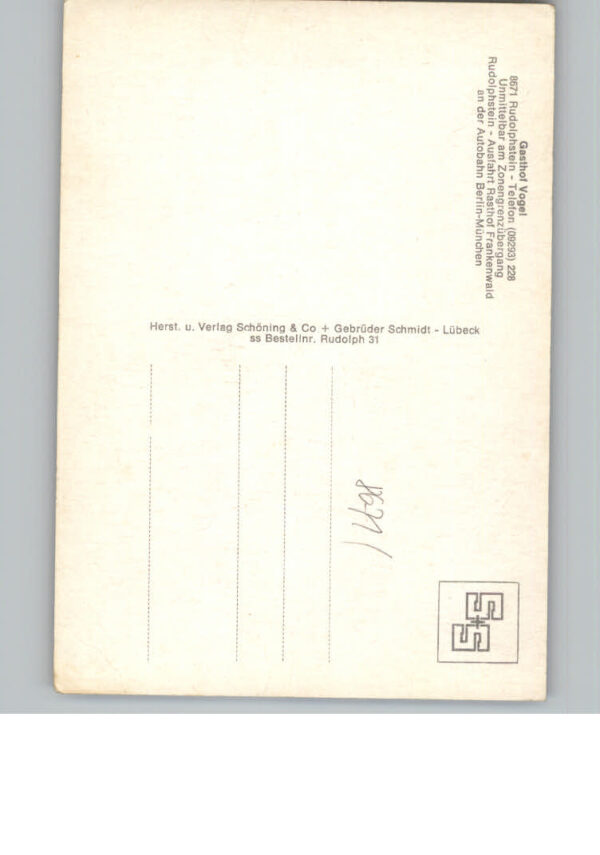 Gasthof Vogel
8671 Rudolphstein - Telefon (09293) 228
Unmittelbar am Zonengrenzübergang
Rudolphstein - Ausfahrt Rasthof Frankenwald
an der Autobahn Berlin-München
Herst. u. Verlag Schöning & Co + Gebrüder Schmidt - Lübeck
ss Bestellnr. Rudolph 31
8671/
S+S